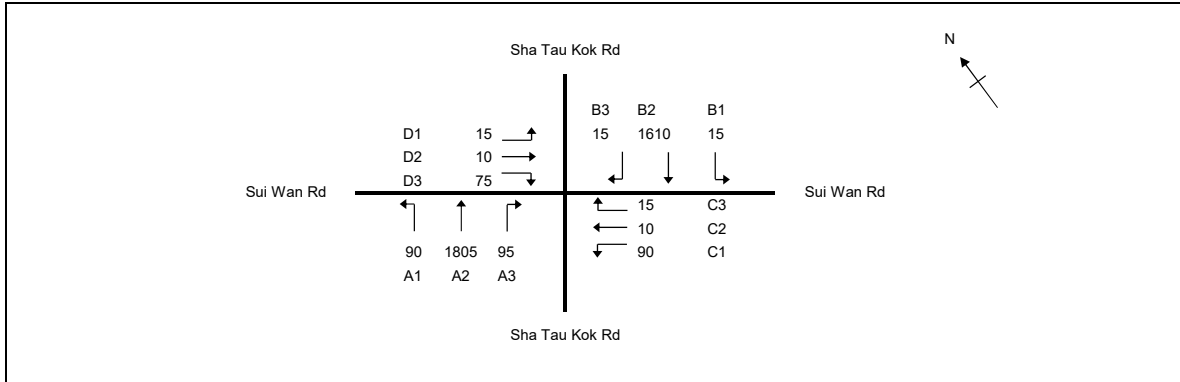 Sha Tau Kok Rd
N
B3 B2 B1
D1 15 15 1610 15
D2 10
D3 75
Sui Wan Rd Sui Wan Rd
15 C3
10 C2
90 1805 95 90 C1
A1 A2 A3
Sha Tau Kok Rd